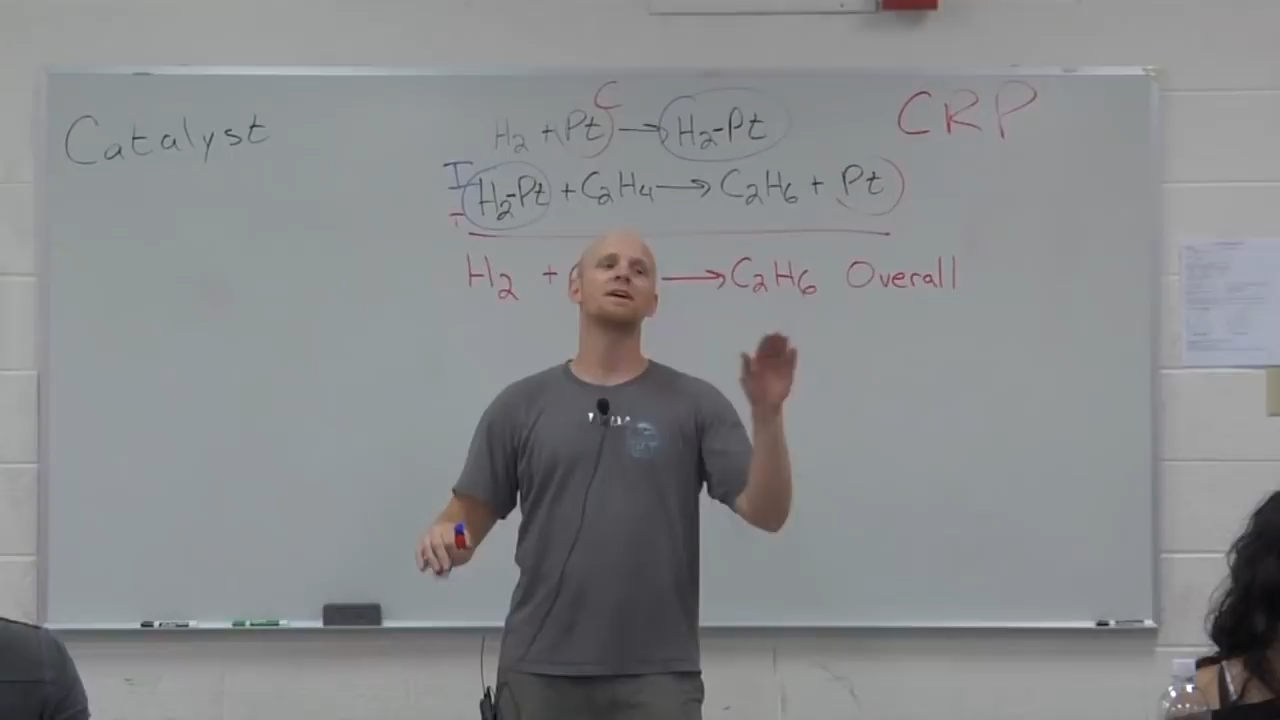 Catalyst
C
H₂ + Pt → H₂-Pt
CRP
I
H₂-Pt + C₂H₄ → C₂H₆ + Pt
H₂ + → C₂H₆ Overall